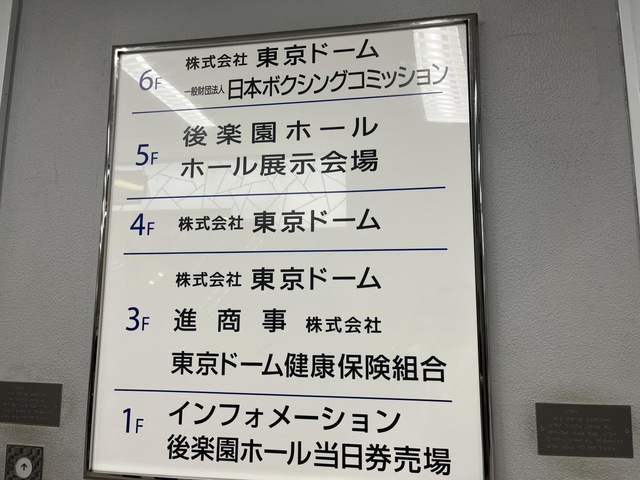 6F 株式会社 東京ドーム
一般財団法人 日本ボクシングコミッション
5F 後楽園ホール
ホール展示会場
4F 株式会社 東京ドーム
株式会社 東京ドーム
3F 進商事 株式会社
東京ドーム健康保険組合
1F インフォメーション
後楽園ホール当日券売場